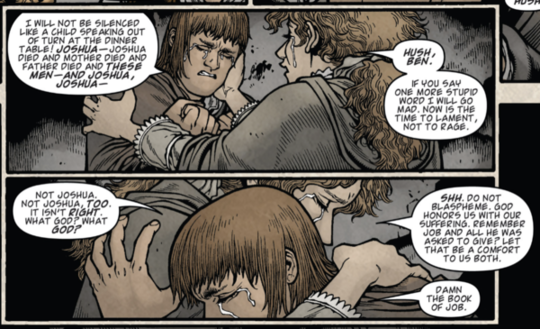 HUSH
I WILL NOT BE SILENCED
LIKE A CHILD SPEAKING OUT
OF TURN AT THE DINNER
TABLE! JOSHUA—JOSHUA
DIED AND MOTHER DIED AND
FATHER DIED AND THESE
MEN—AND JOSHUA,
JOSHUA—
HUSH,
BEN.
IF YOU SAY
ONE MORE STUPID
WORD I WILL GO
MAD. NOW IS THE
TIME TO LAMENT,
NOT TO RAGE.
NOT JOSHUA.
NOT JOSHUA, TOO.
IT ISN'T RIGHT.
WHAT GOD? WHAT
GOD?
SHH. DO NOT
BLASPHEME. GOD
HONORS US WITH OUR
SUFFERING. REMEMBER
JOB AND ALL HE WAS
ASKED TO GIVE? LET
THAT BE A COMFORT
TO US BOTH.
DAMN
THE BOOK
OF JOB.